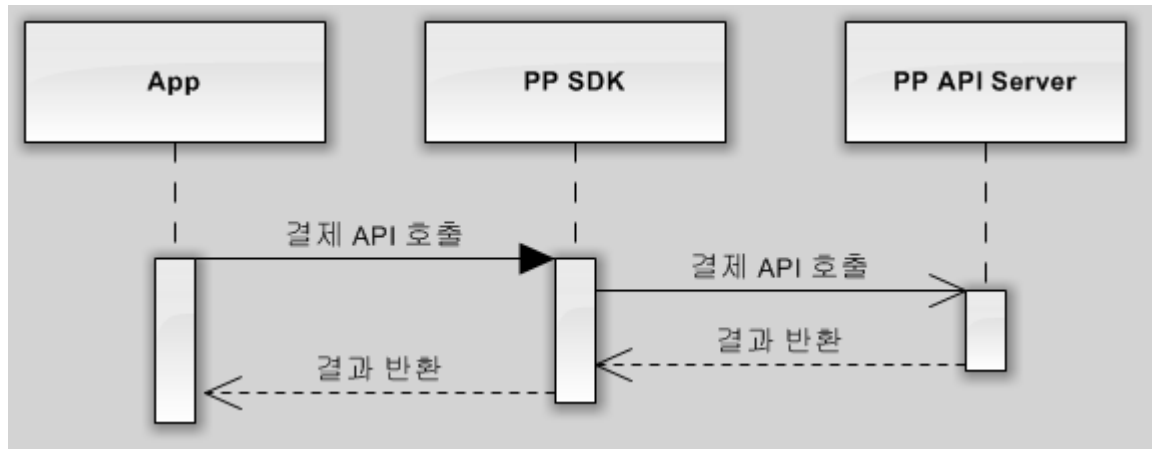 App
PP SDK
PP API Server
결제 API 호출
결제 API 호출
결과 반환
결과 반환